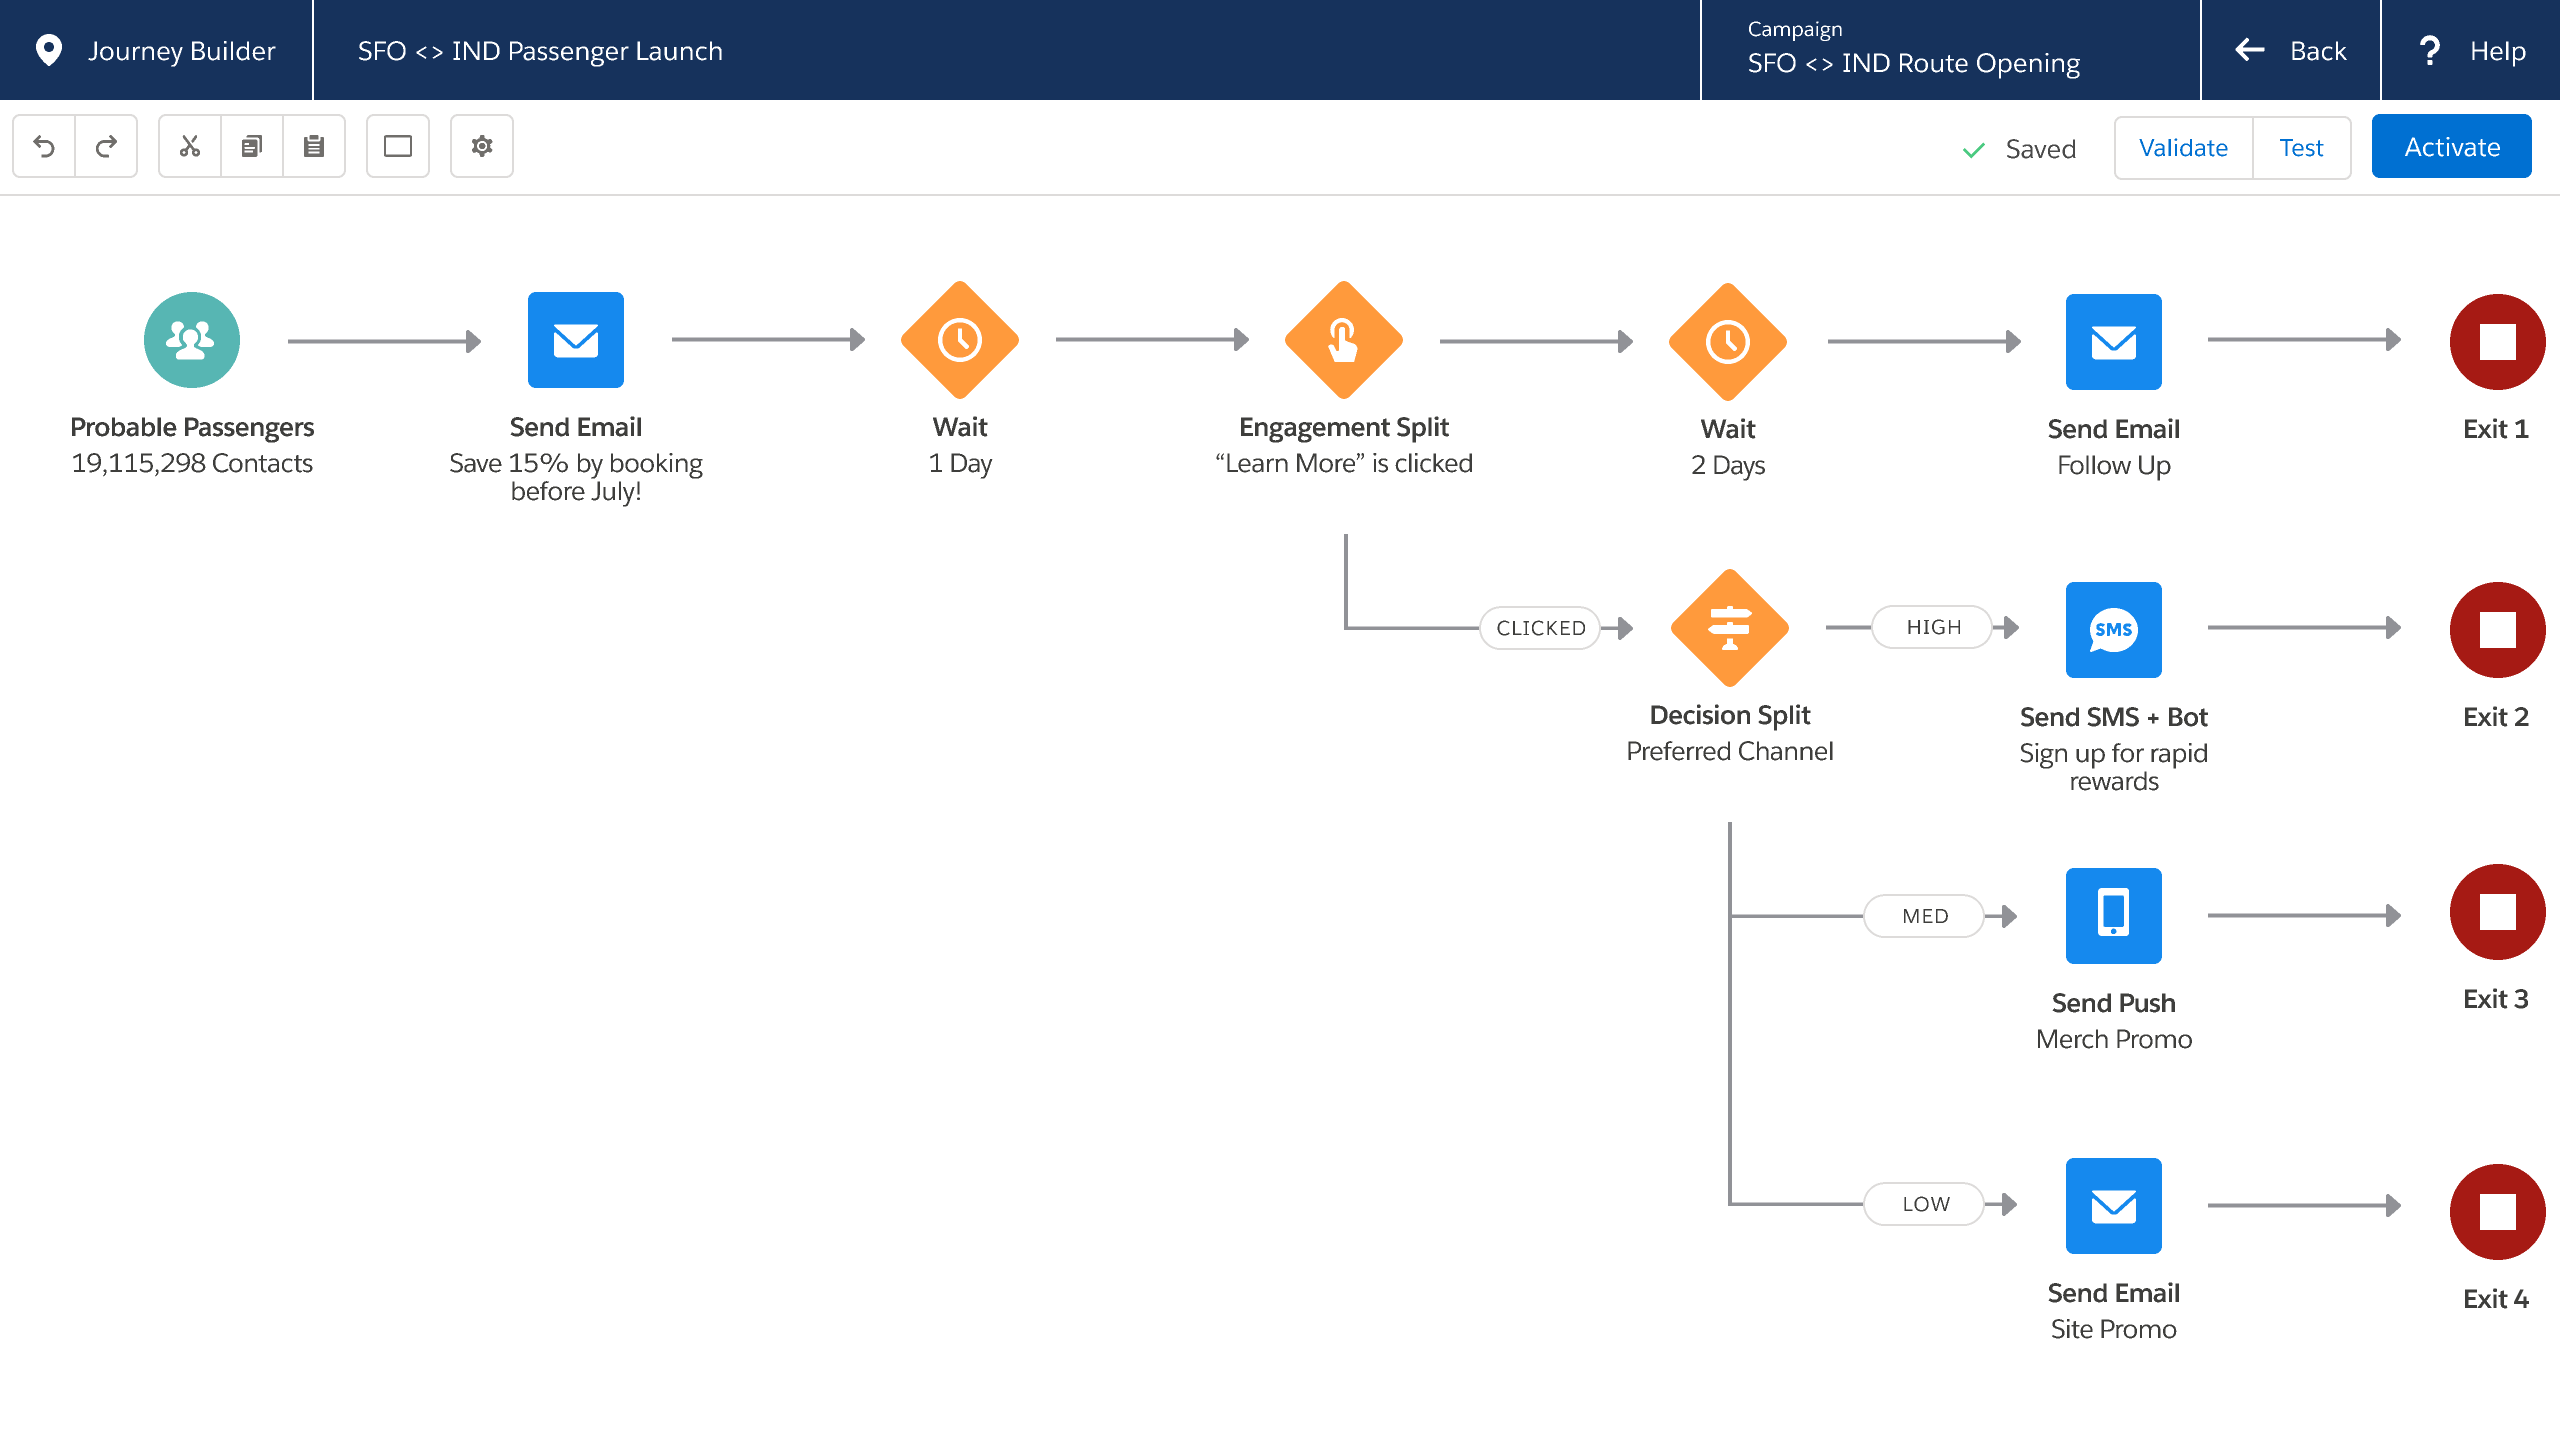 Journey Builder
SFO <> IND Passenger Launch
Campaign
SFO <> IND Route Opening
Back
Help
Saved
Validate
Test
Activate
Probable Passengers
19,115,298 Contacts
Send Email
Save 15% by booking
before July!
Wait
1 Day
Engagement Split
“Learn More” is clicked
Wait
2 Days
Send Email
Follow Up
Exit 1
CLICKED
Decision Split
Preferred Channel
HIGH
SMS
Send SMS + Bot
Sign up for rapid
rewards
Exit 2
MED
Send Push
Merch Promo
Exit 3
LOW
Send Email
Site Promo
Exit 4